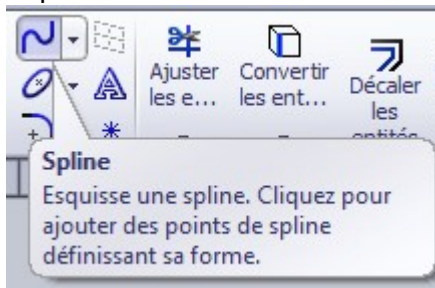 Ajuster
les e...
Convertir
les ent...
Décaler
les
entités
Spline
Esquisse une spline. Cliquez pour
ajouter des points de spline
définissant sa forme.